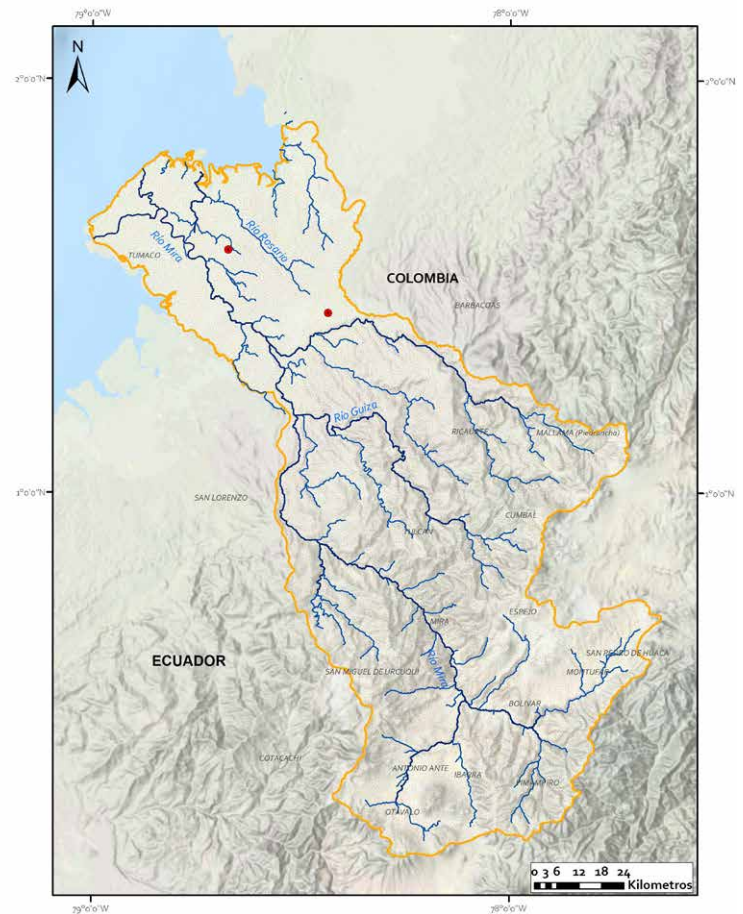 79°0'0"W
78°0'0"W
N
2°0'0"N
2°0'0"N
Río Rosario
Río Mira
TUMACO
COLOMBIA
BARBACOAS
Río Guiza
RICAURTE
MALLAMA (Piedrancha)
1°0'0"N
1°0'0"N
SAN LORENZO
CUMBAL
TULCAN
ESPEJO
MIRA
ECUADOR
SAN PEDRO DE HUACA
Río Mira
MONTUFAR
SAN MIGUEL DE URCUQUI
BOLIVAR
COTACACHI
ANTONIO ANTE
IBARRA
PIMAMPIRO
OTAVALO
0 3 6 12 18 24
Kilometros
79°0'0"W
78°0'0"W